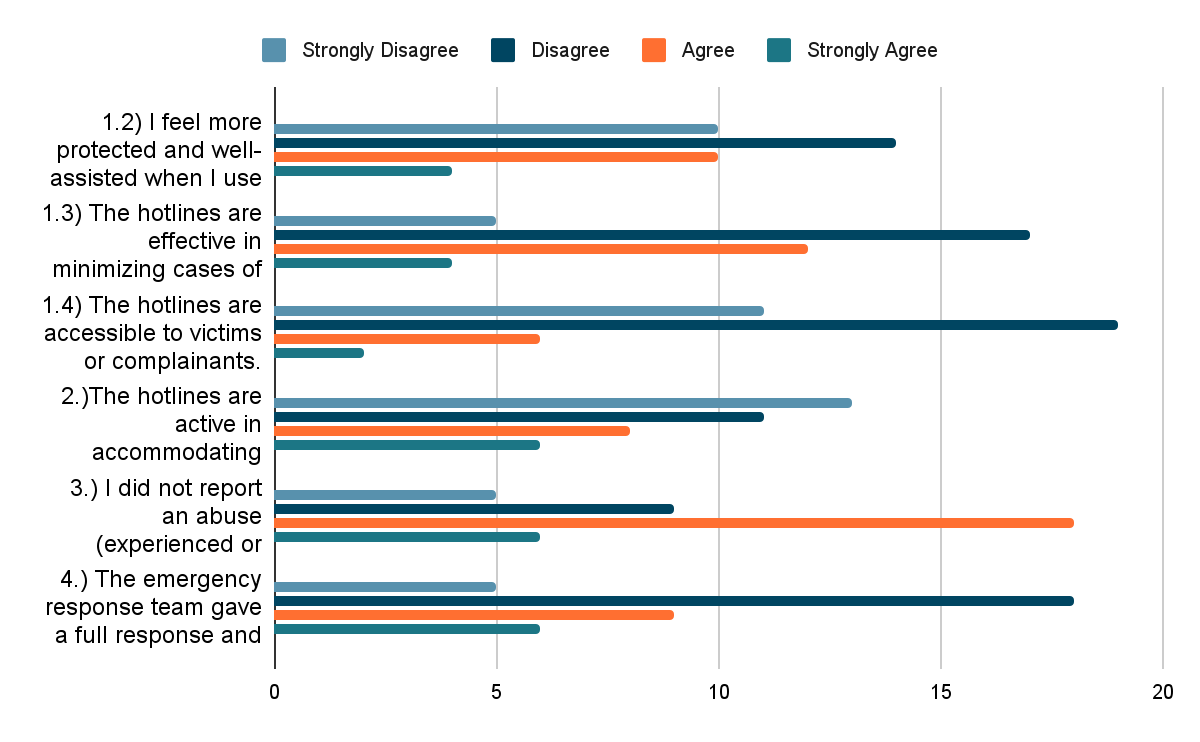 Strongly Disagree Disagree Agree Strongly Agree
1.2) I feel more
protected and well-
assisted when I use
1.3) The hotlines are
effective in
minimizing cases of
1.4) The hotlines are
accessible to victims
or complainants.
2.)The hotlines are
active in
accommodating
3.) I did not report
an abuse
(experienced or
4.) The emergency
response team gave
a full response and
0 5 10 15 20